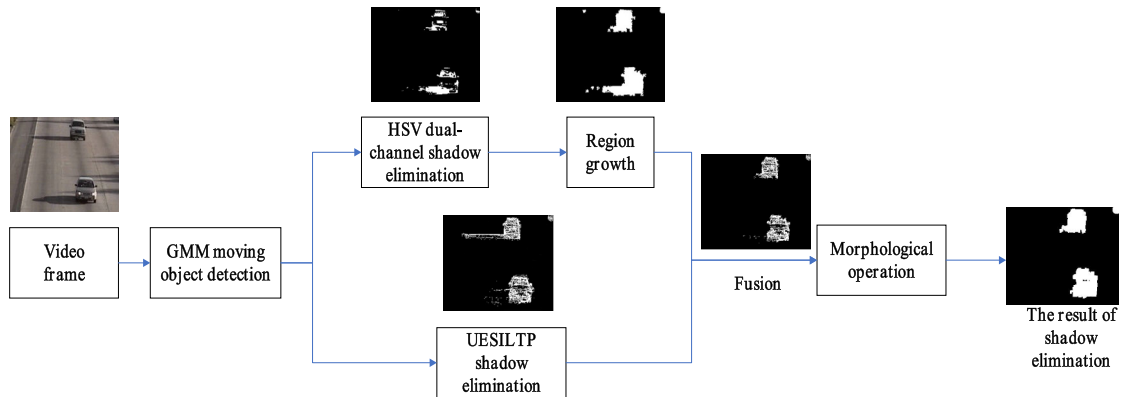 Video
frame
GMM moving
object detection
HSV dual-
channel shadow
elimination
Region
growth
UESILTP
shadow
elimination
Fusion
Morphological
operation
The result of
shadow
elimination